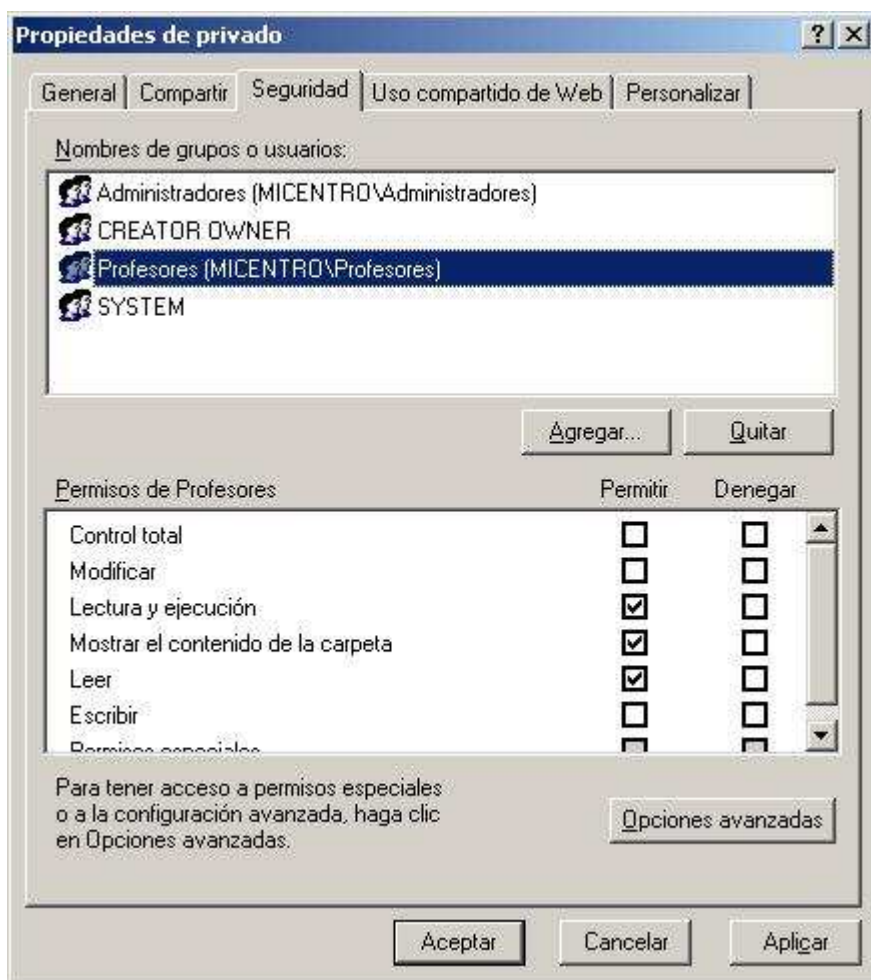 Propiedades de privado
General Compartir Seguridad Uso compartido de Web Personalizar
Nombres de grupos o usuarios:
Administradores (MICENTRO\Administradores)
CREATOR OWNER
Profesores (MICENTRO\Profesores)
SYSTEM
Agregar... Quitar
Permisos de Profesores Permitir Denegar
Control total
Modificar
Lectura y ejecución
Mostrar el contenido de la carpeta
Leer
Escribir
Permisos especiales
Para tener acceso a permisos especiales
o a la configuración avanzada, haga clic
en Opciones avanzadas.
Opciones avanzadas
Aceptar Cancelar Aplicar